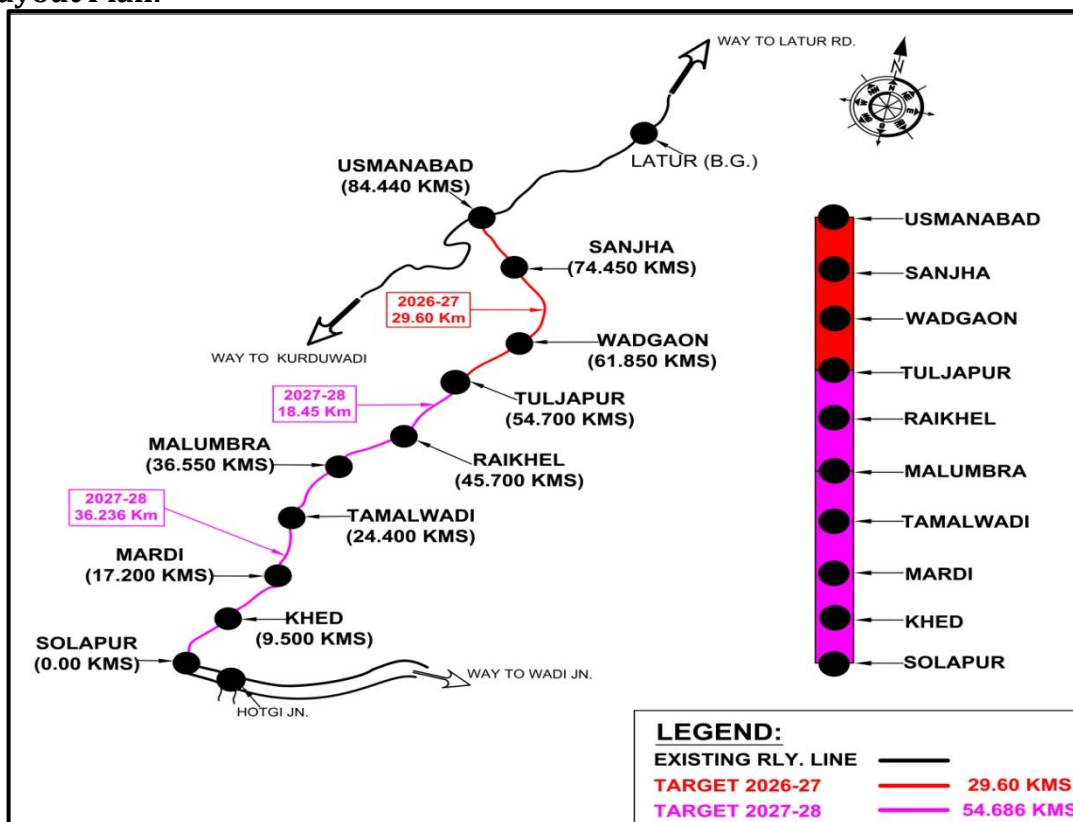 WAY TO LATUR RD.
N
LATUR (B.G.)
USMANABAD
(84.440 KMS)
SANJHA
(74.450 KMS)
2026-27
29.60 Km
WAY TO KURDUWADI
WADGAON
(61.850 KMS)
2027-28
18.45 Km
TULJAPUR
(54.700 KMS)
MALUMBRA
(36.550 KMS)
RAIKHEL
(45.700 KMS)
2027-28
36.236 Km
TAMALWADI
(24.400 KMS)
MARDI
(17.200 KMS)
KHED
(9.500 KMS)
SOLAPUR
(0.00 KMS)
WAY TO WADI JN.
HOTGI JN.
USMANABAD
SANJHA
WADGAON
TULJAPUR
RAIKHEL
MALUMBRA
TAMALWADI
MARDI
KHED
SOLAPUR
LEGEND:
EXISTING RLY. LINE
TARGET 2026-27 29.60 KMS
TARGET 2027-28 54.686 KMS